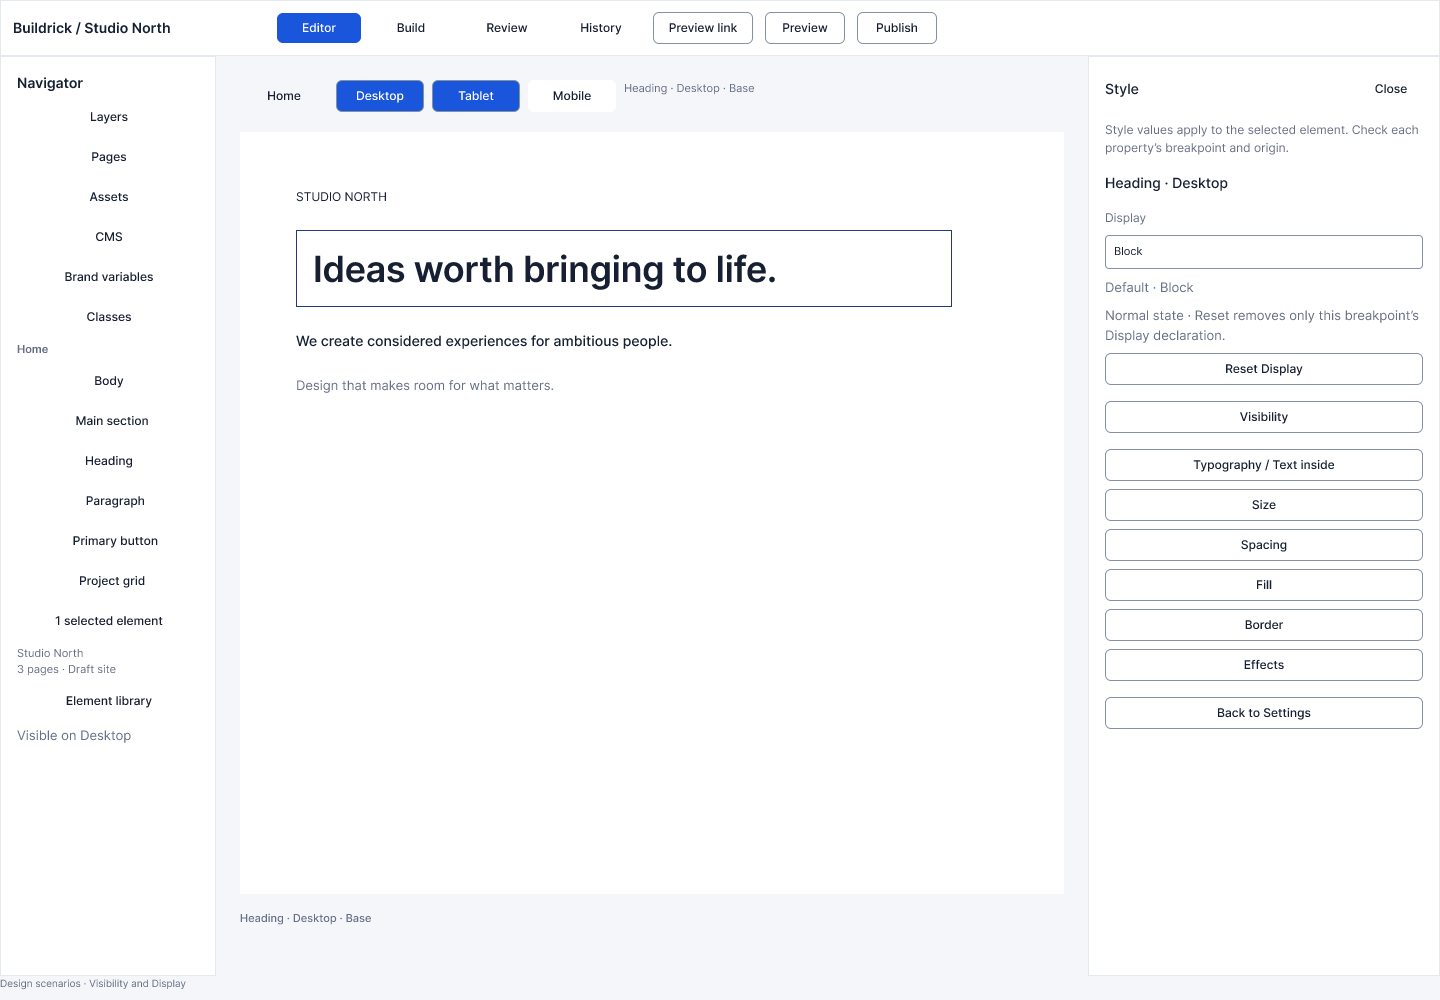 Buildrick / Studio North
Editor
Build
Review
History
Preview link
Preview
Publish
Navigator
Layers
Pages
Assets
CMS
Brand variables
Classes
Home
Body
Main section
Heading
Paragraph
Primary button
Project grid
1 selected element
Studio North
3 pages · Draft site
Element library
Visible on Desktop
Home
Desktop
Tablet
Mobile
Heading · Desktop · Base
STUDIO NORTH
Ideas worth bringing to life.
We create considered experiences for ambitious people.
Design that makes room for what matters.
Heading · Desktop · Base
Style
Close
Style values apply to the selected element. Check each
property’s breakpoint and origin.
Heading · Desktop
Display
Block
Default · Block
Normal state · Reset removes only this breakpoint’s
Display declaration.
Reset Display
Visibility
Typography / Text inside
Size
Spacing
Fill
Border
Effects
Back to Settings
Design scenarios · Visibility and Display